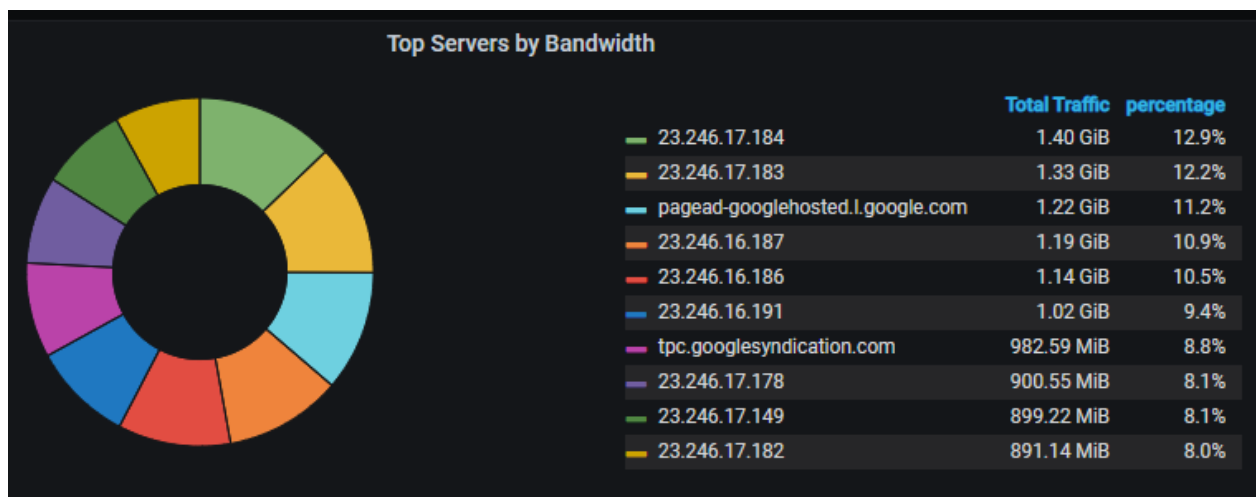 Top Servers by Bandwidth
Total Traffic percentage
23.246.17.184 1.40 GiB 12.9%
23.246.17.183 1.33 GiB 12.2%
pagead-googlehosted.l.google.com 1.22 GiB 11.2%
23.246.16.187 1.19 GiB 10.9%
23.246.16.186 1.14 GiB 10.5%
23.246.16.191 1.02 GiB 9.4%
tpc.googlesyndication.com 982.59 MiB 8.8%
23.246.17.178 900.55 MiB 8.1%
23.246.17.149 899.22 MiB 8.1%
23.246.17.182 891.14 MiB 8.0%